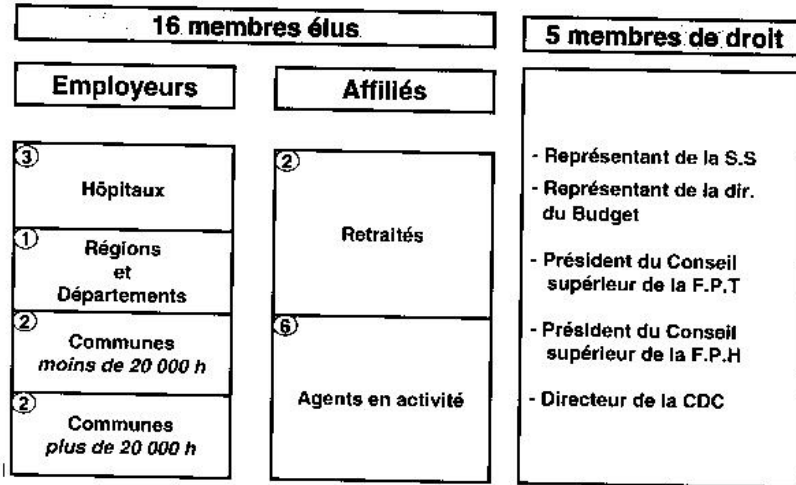 16 membres élus
5 membres de droit
Employeurs
Affiliés
3
Hôpitaux
1
Régions
et
Départements
2
Communes
moins de 20 000 h
2
Communes
plus de 20 000 h
2
Retraités
6
Agents en activité
- Représentant de la S.S
- Représentant de la dir.
du Budget
- Président du Conseil
supérieur de la F.P.T
- Président du Conseil
supérieur de la F.P.H
- Directeur de la CDC